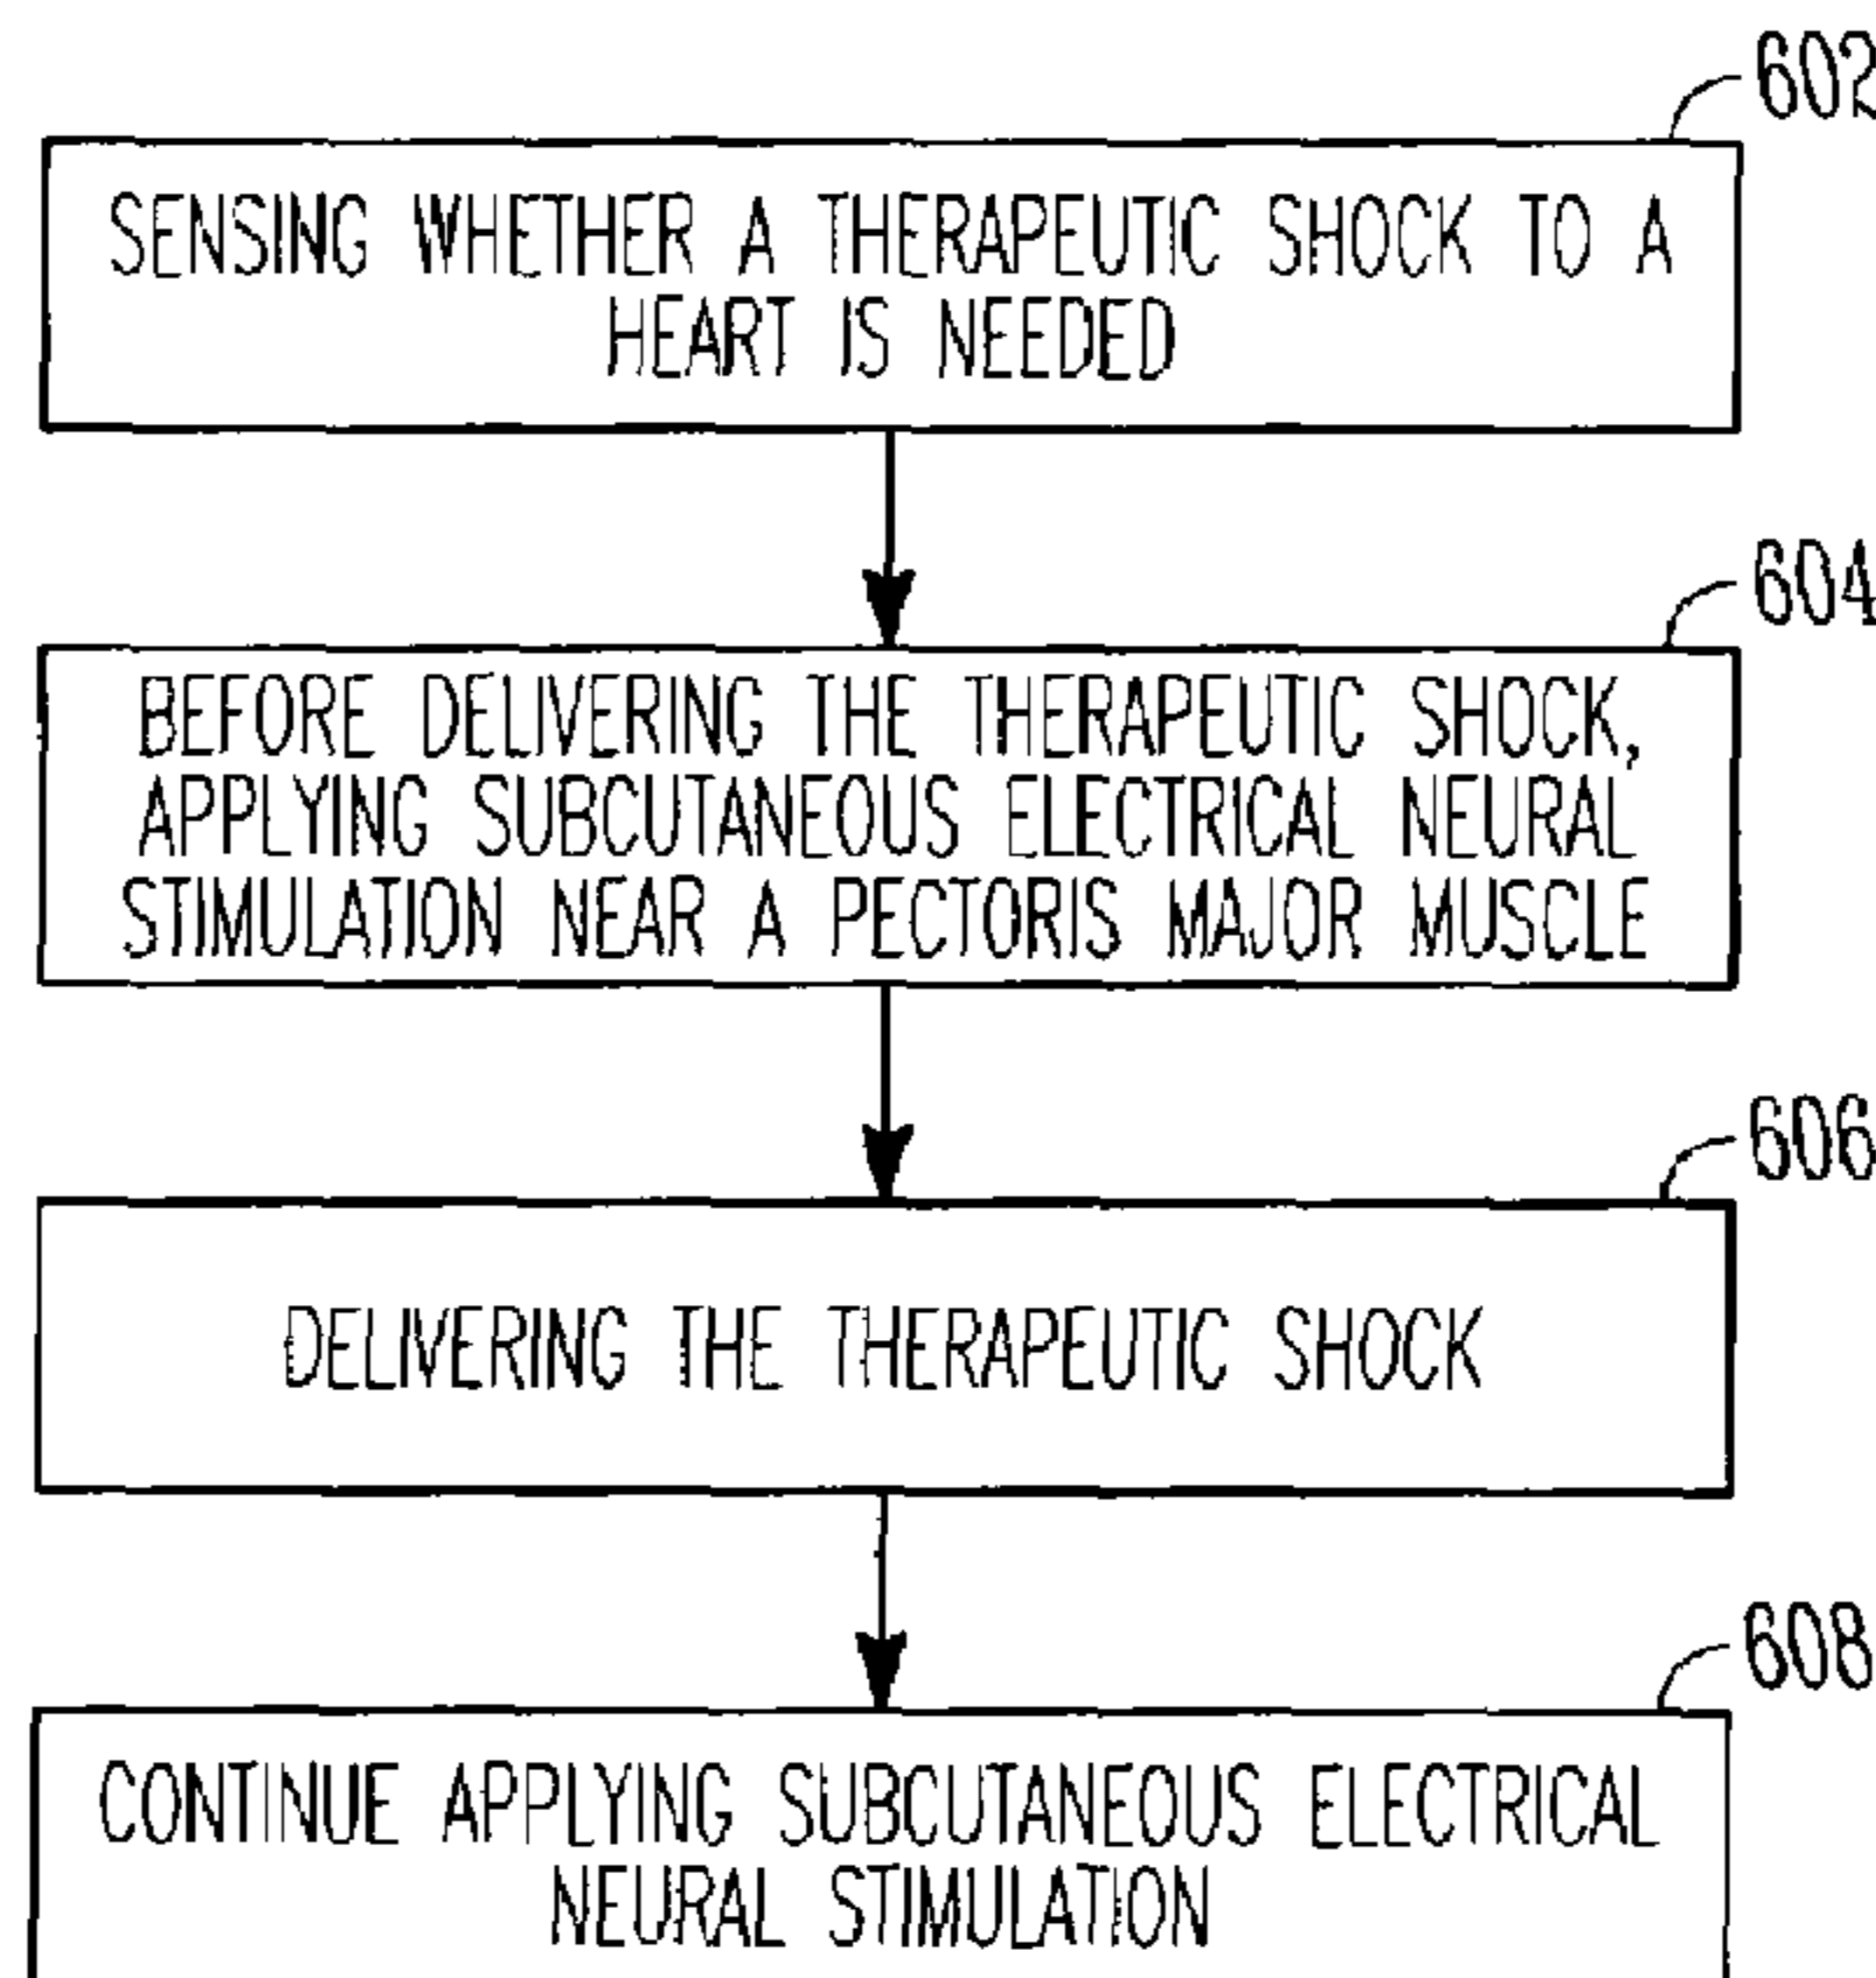 602
SENSING WHETHER A THERAPEUTIC SHOCK TO A
HEART IS NEEDED
604
BEFORE DELIVERING THE THERAPEUTIC SHOCK,
APPLYING SUBCUTANEOUS ELECTRICAL NEURAL
STIMULATION NEAR A PECTORIS MAJOR MUSCLE
606
DELIVERING THE THERAPEUTIC SHOCK
608
CONTINUE APPLYING SUBCUTANEOUS ELECTRICAL
NEURAL STIMULATION